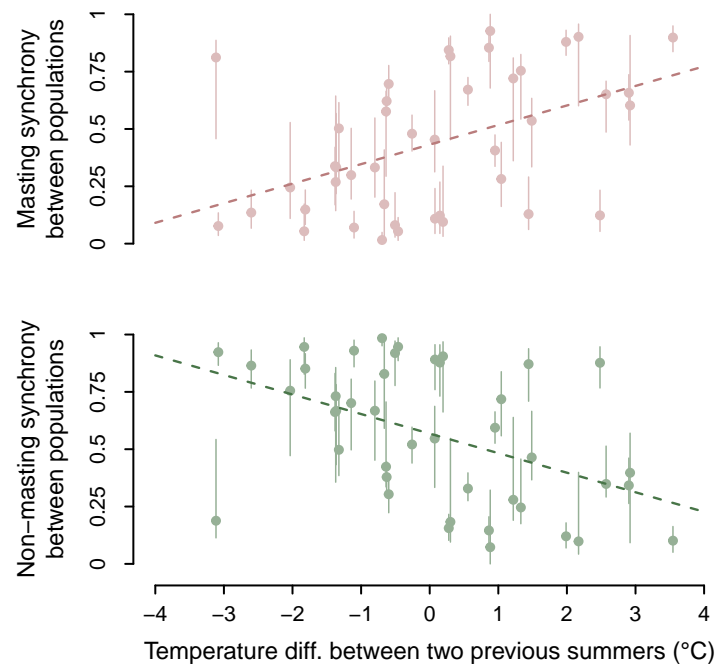 Masting synchrony
between populations
1
0.75
0.5
0.25
0
Non−masting synchrony
between populations
1
0.75
0.5
0.25
0
−4 −3 −2 −1 0 1 2 3 4
Temperature diff. between two previous summers (°C)